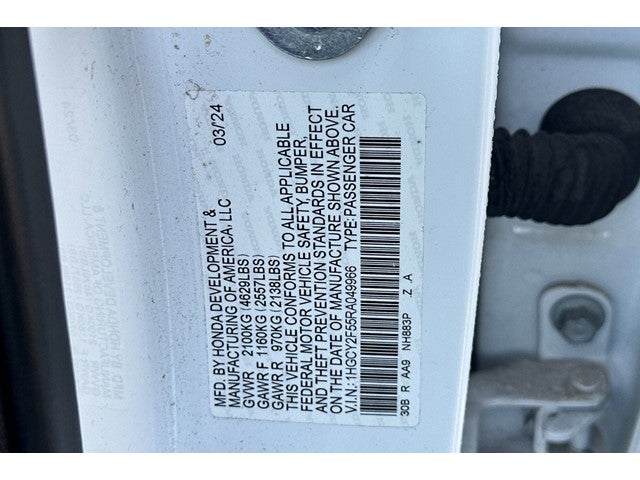 MFD. BY HONDA DEVELOPMENT & 03/'24
MANUFACTURING OF AMERICA, LLC
GVWR 2100KG (4629LBS)
GAWR F 1160KG (2557LBS)
GAWR R 970KG (2138LBS)
THIS VEHICLE CONFORMS TO ALL APPLICABLE
FEDERAL MOTOR VEHICLE SAFETY, BUMPER,
AND THEFT PREVENTION STANDARDS IN EFFECT
ON THE DATE OF MANUFACTURE SHOWN ABOVE.
V.I.N.: 1HGCY2F55RA049966 TYPE: PASSENGER CAR
30B R AA9 NH883P Z A